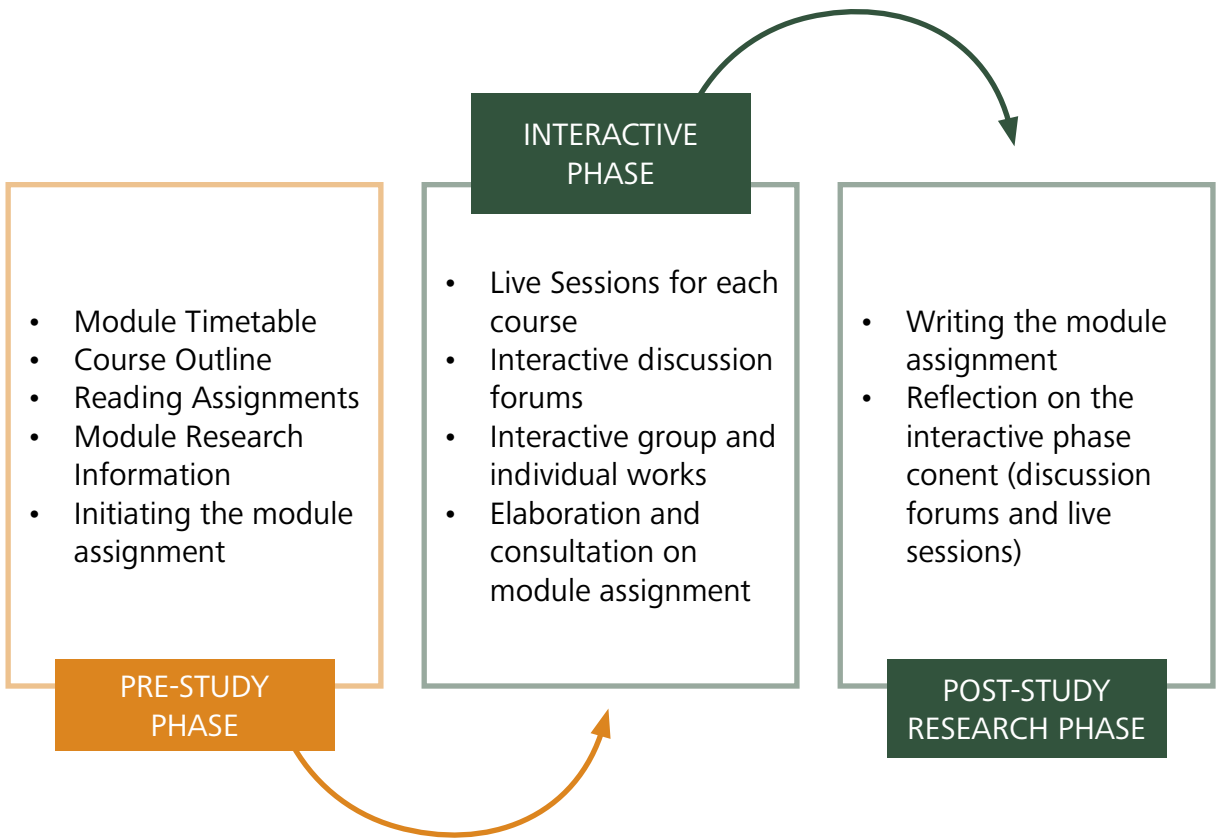 • Module Timetable
• Course Outline
• Reading Assignments
• Module Research
Information
• Initiating the module
assignment
PRE-STUDY
PHASE
INTERACTIVE
PHASE
• Live Sessions for each
course
• Interactive discussion
forums
• Interactive group and
individual works
• Elaboration and
consultation on
module assignment
• Writing the module
assignment
• Reflection on the
interactive phase
conent (discussion
forums and live
sessions)
POST-STUDY
RESEARCH PHASE